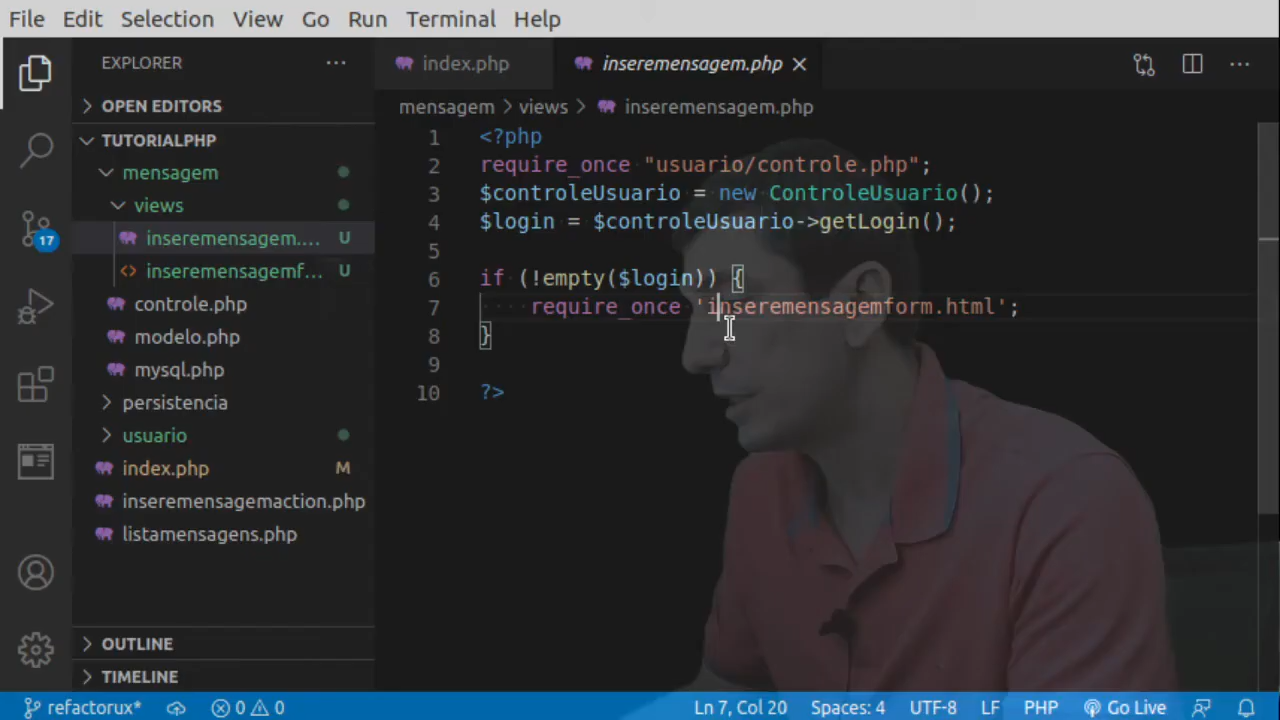 File Edit Selection View Go Run Terminal Help
EXPLORER ···
OPEN EDITORS
TUTORIALPHP
mensagem
views
inseremensagem.... U
inseremensagemf... U
controle.php
modelo.php
mysql.php
persistencia
usuario
index.php M
inseremensagemaction.php
listamensagens.php
OUTLINE
TIMELINE
17
index.php inseremensagem.php
mensagem > views > inseremensagem.php
1 <?php
2 require_once "usuario/controle.php";
3 $controleUsuario = new ControleUsuario();
4 $login = $controleUsuario->getLogin();
5
6 if (!empty($login)) {
7 require_once 'inseremensagemform.html';
8 }
9
10 ?>
refactorux* 0 0 Ln 7, Col 20 Spaces: 4 UTF-8 LF PHP Go Live